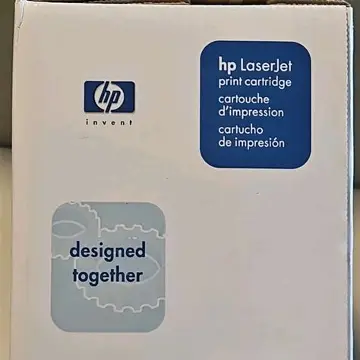 hp LaserJet
print cartridge
cartouche
d'impression
cartucho
de impresión
hp
invent
designed
together